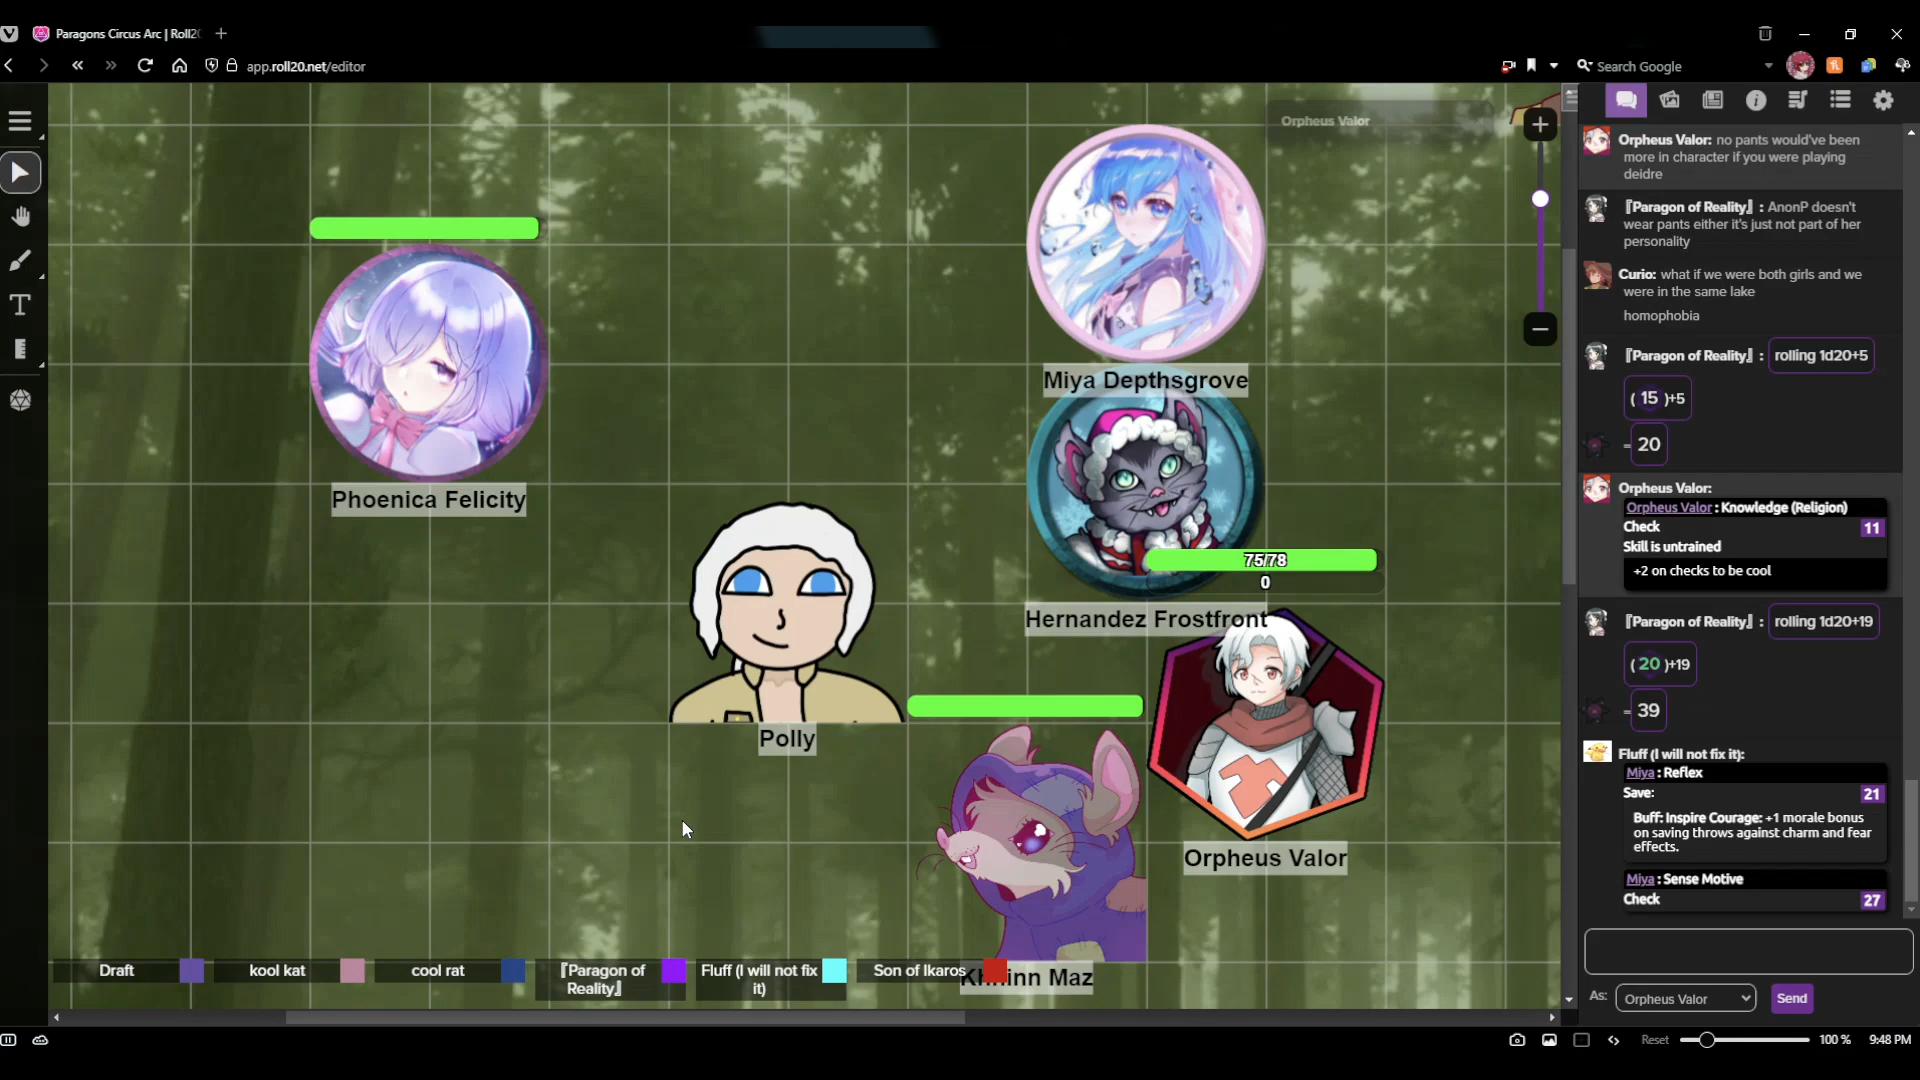 Paragons Circus Arc | Roll20
app.roll20.net/editor
Search Google
Orpheus Valor
Phoenica Felicity
Miya Depthsgrove
75/78
0
Hernandez Frostfront
Polly
Orpheus Valor
Draft
kool kat
cool rat
『Paragon of
Reality』
Fluff (I will not fix
it)
Son of Ikaros
Maz
Orpheus Valor: no pants would've been
more in character if you were playing
deidre
『Paragon of Reality』 : AnonP doesn't
wear pants either it's just not part of her
personality
Curio: what if we were both girls and we
were in the same lake
homophobia
『Paragon of Reality』 : rolling 1d20+5
( 15 )+5
= 20
Orpheus Valor:
Orpheus Valor : Knowledge (Religion)
Check 11
Skill is untrained
+2 on checks to be cool
『Paragon of Reality』 : rolling 1d20+19
( 20 )+19
= 39
Fluff (I will not fix it):
Miya : Reflex
Save: 21
Buff: Inspire Courage: +1 morale bonus
on saving throws against charm and fear
effects.
Miya : Sense Motive
Check 27
As: Orpheus Valor Send
Reset 100 % 9:48 PM